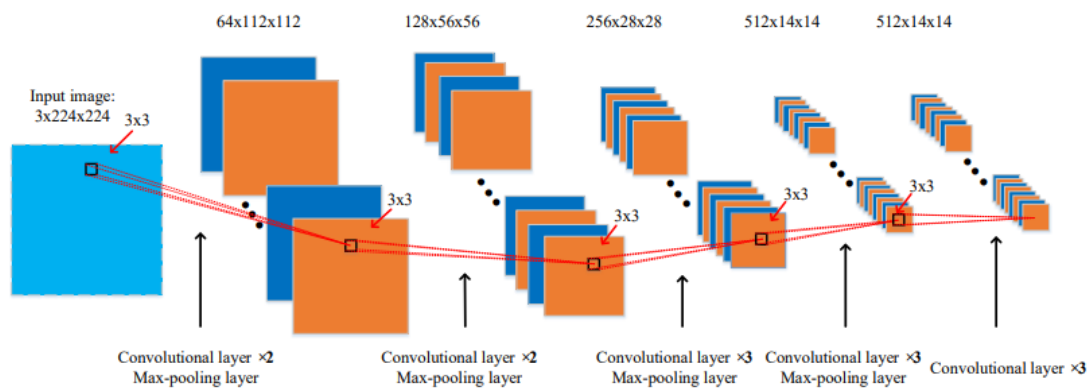 64x112x112
128x56x56
256x28x28
512x14x14
512x14x14
Input image:
3x224x224
3x3
3x3
3x3
3x3
3x3
Convolutional layer ×2
Max-pooling layer
Convolutional layer ×2
Max-pooling layer
Convolutional layer ×3
Max-pooling layer
Convolutional layer ×3
Max-pooling layer
Convolutional layer ×3